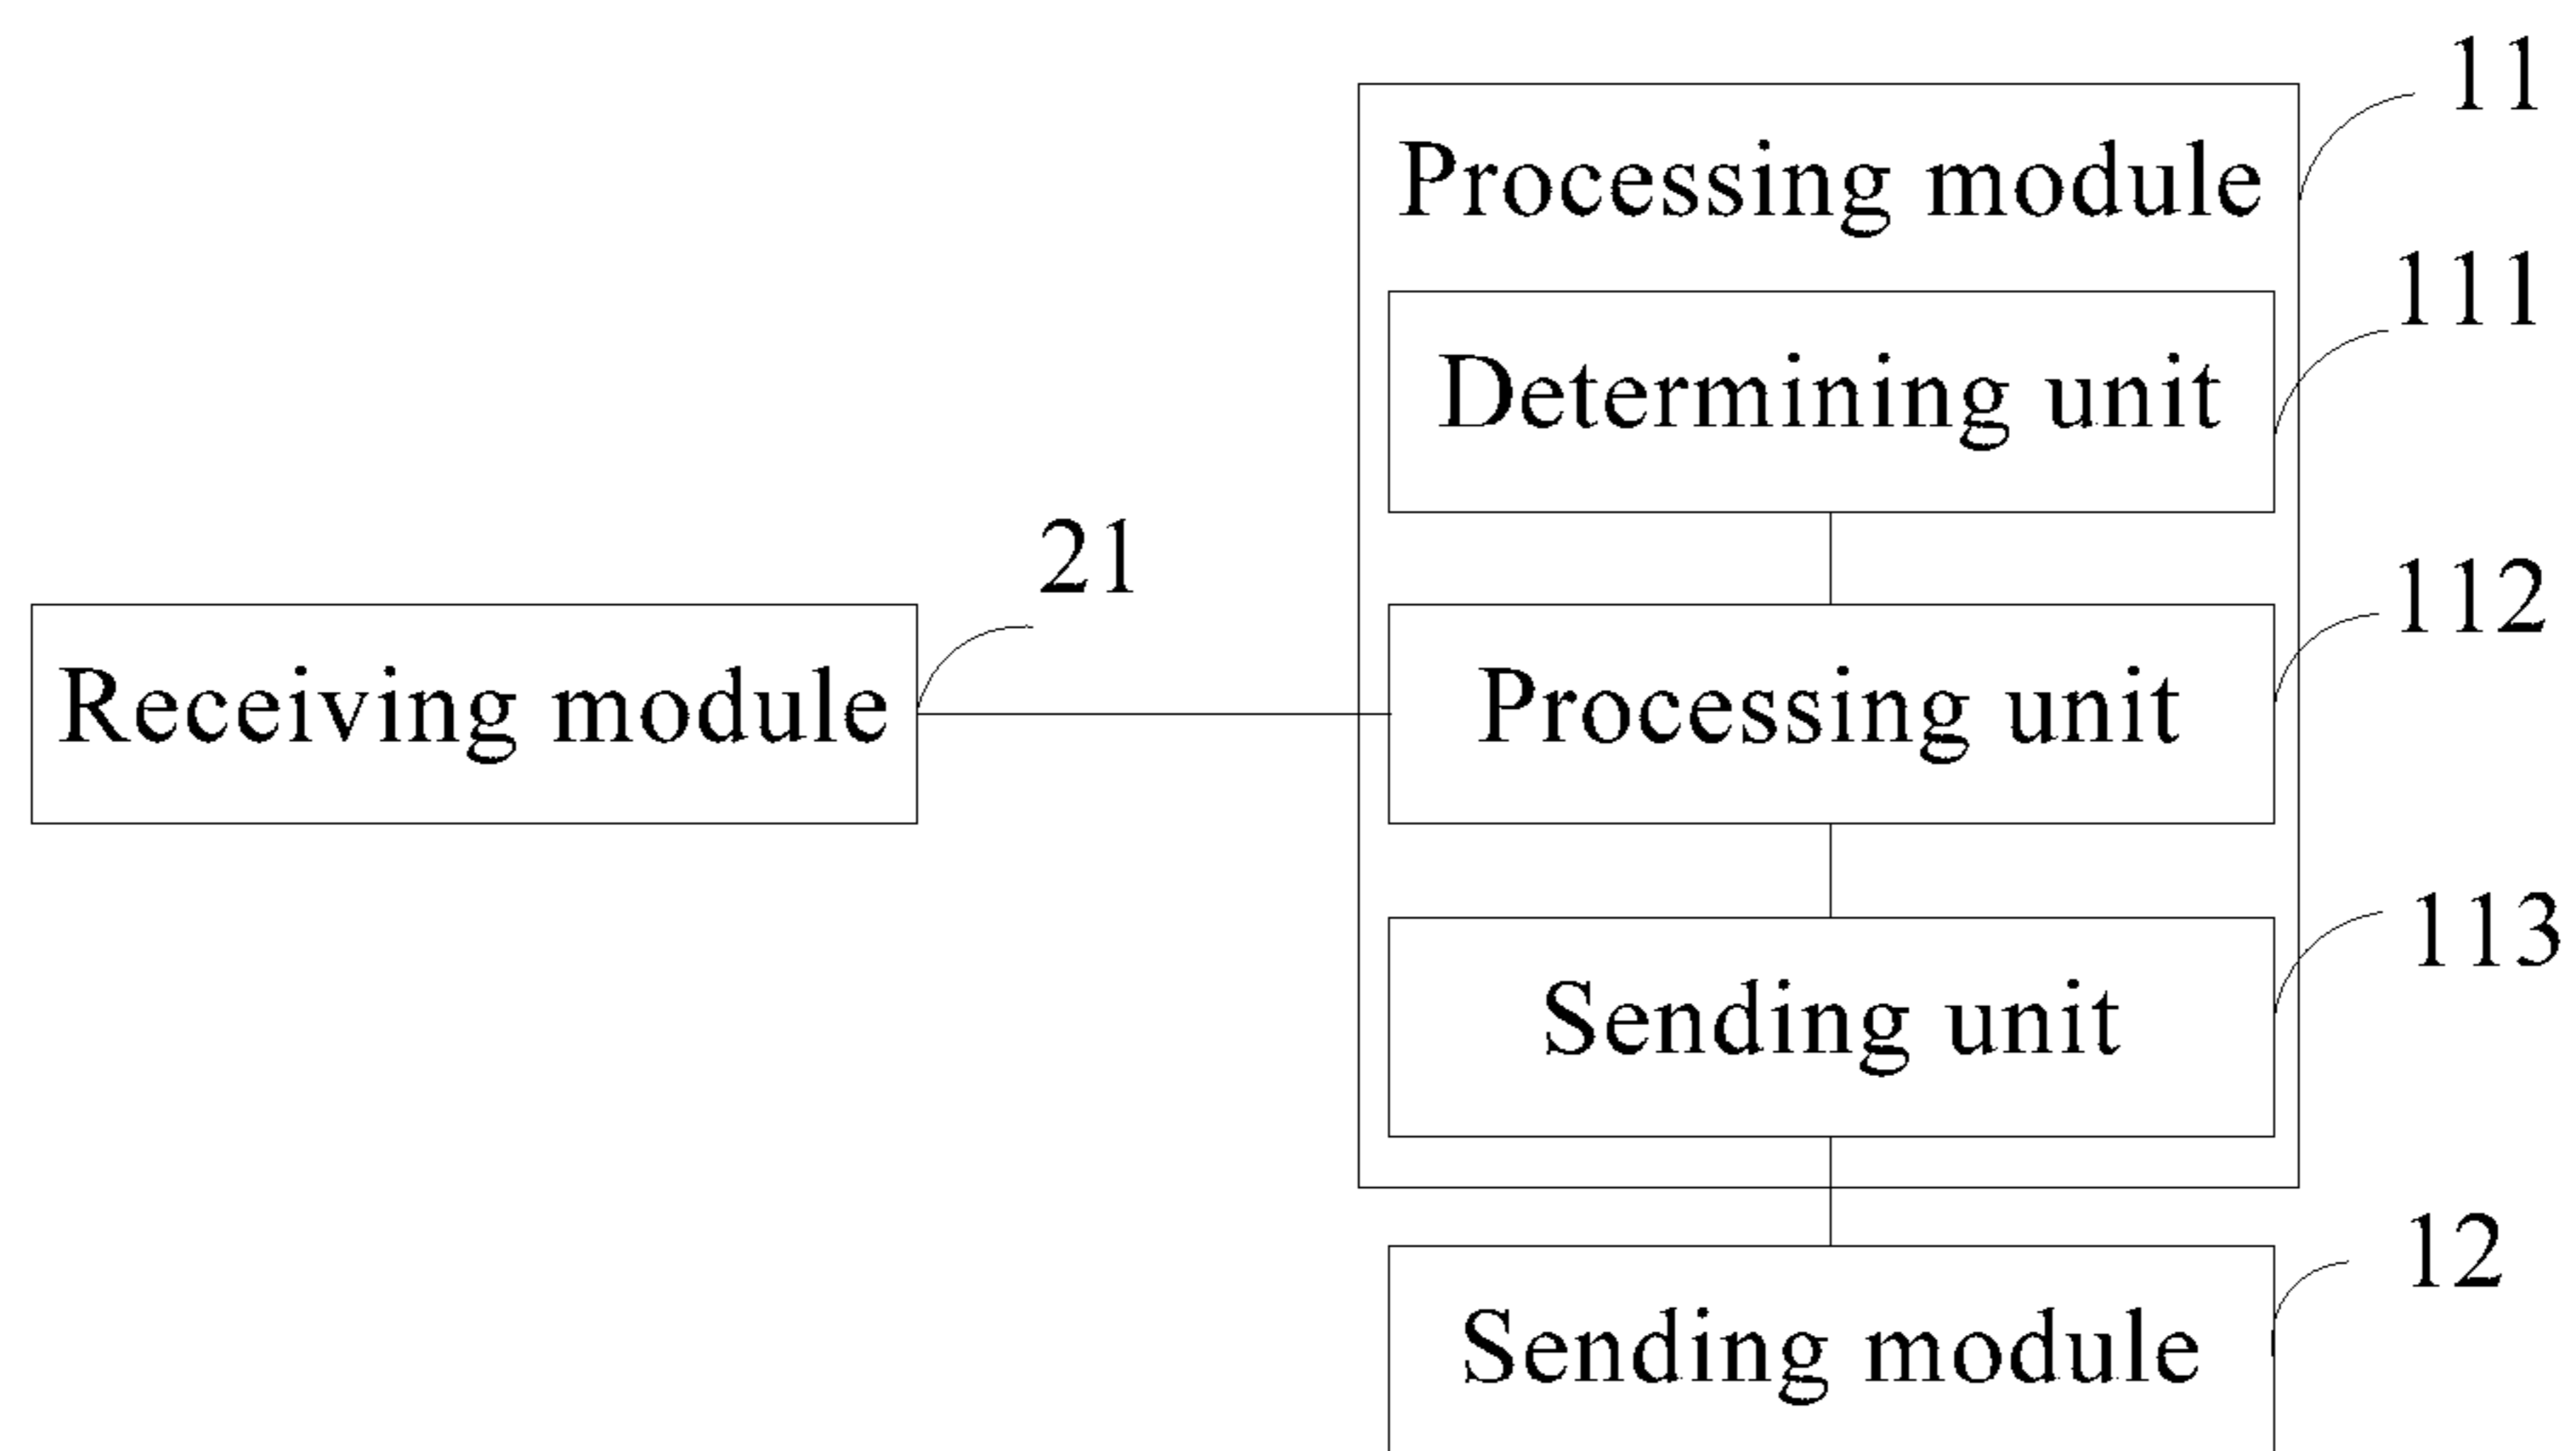 11
Processing module
111
Determining unit
21
112
Receiving module
Processing unit
113
Sending unit
12
Sending module